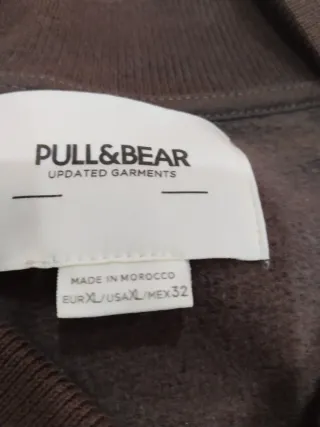 PULL&BEAR
UPDATED GARMENTS
MADE IN MOROCCO
EUR XL/USA XL/MEX 32